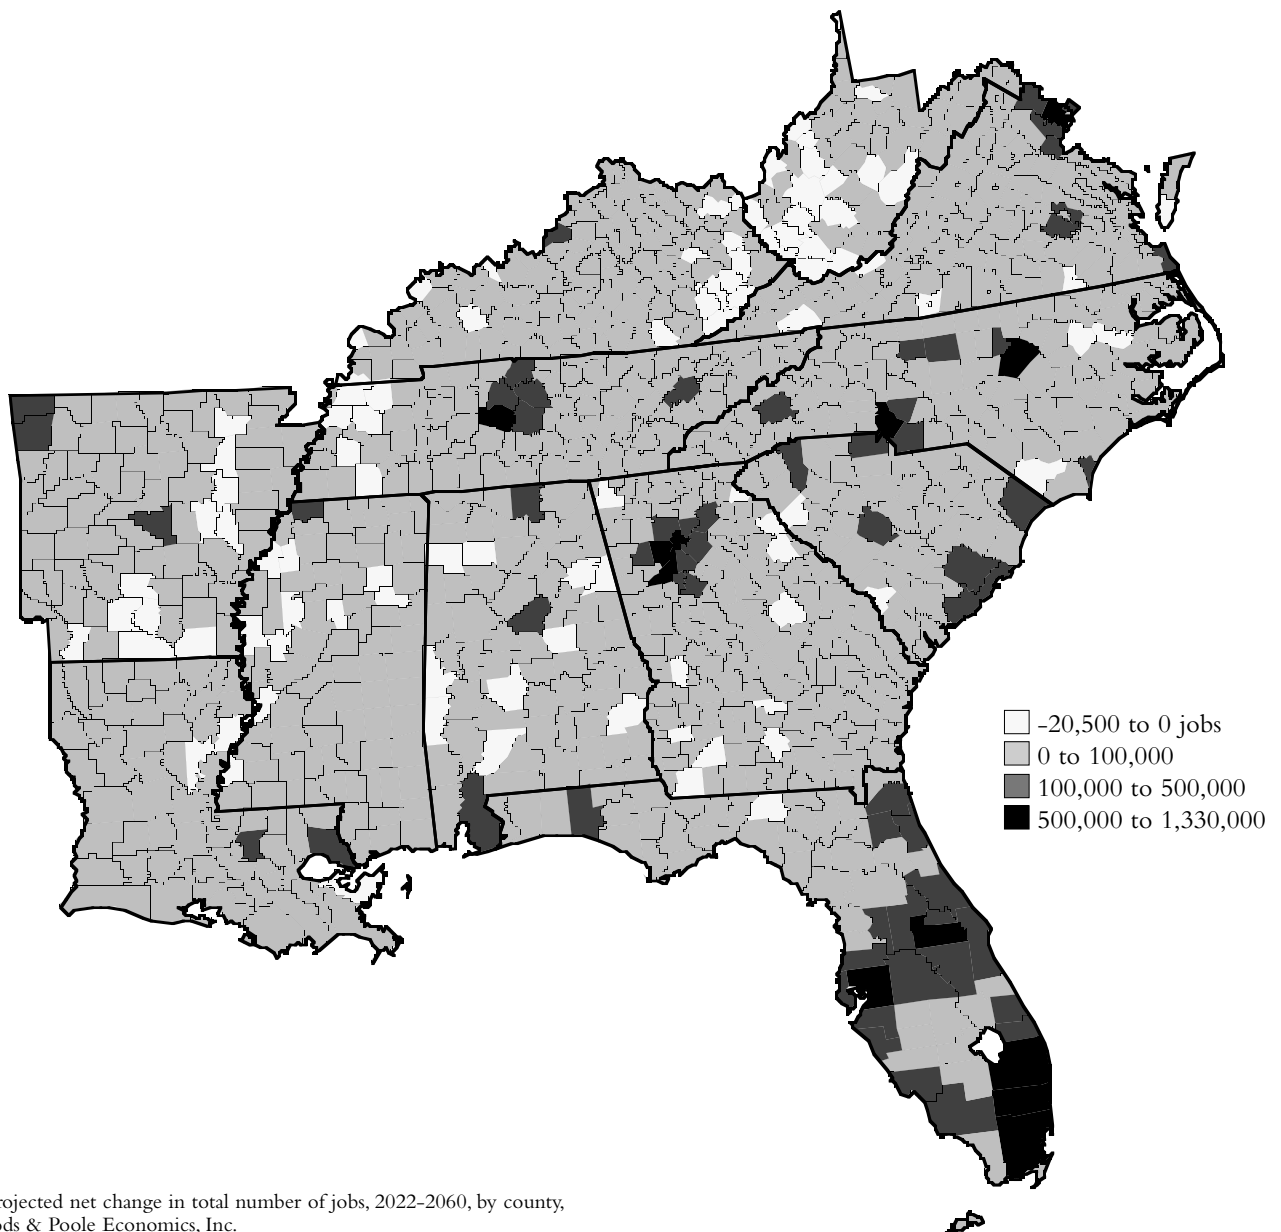 -20,500 to 0 jobs
0 to 100,000
100,000 to 500,000
500,000 to 1,330,000
rojected net change in total number of jobs, 2022-2060, by county,
ds & Poole Economics, Inc.